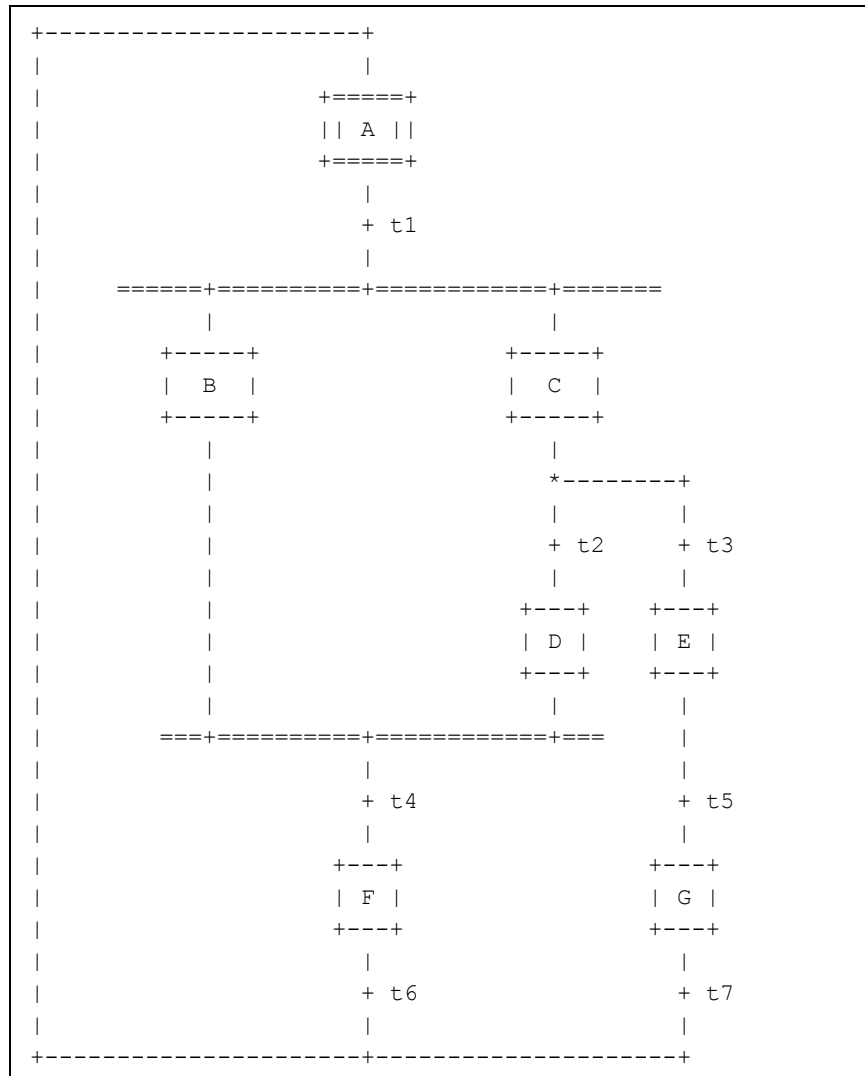 +----------------------+
|                      |
|                   +=====+
|                   || A ||
|                   +=====+
|                      |
|                      + t1
|                      |
|     ======+==========+============+=======
|           |                       |
|        +-----+                 +-----+
|        |  B  |                 |  C  |
|        +-----+                 +-----+
|           |                       |
|           |                       *--------+
|           |                       |        |
|           |                       + t2     + t3
|           |                       |        |
|           |                     +---+    +---+
|           |                     | D |    | E |
|           |                     +---+    +---+
|           |                       |        |
|        ===+==========+============+===     |
|                      |                     |
|                      + t4                  + t5
|                      |                     |
|                    +---+                 +---+
|                    | F |                 | G |
|                    +---+                 +---+
|                      |                     |
|                      + t6                  + t7
|                      |                     |
+----------------------+---------------------+